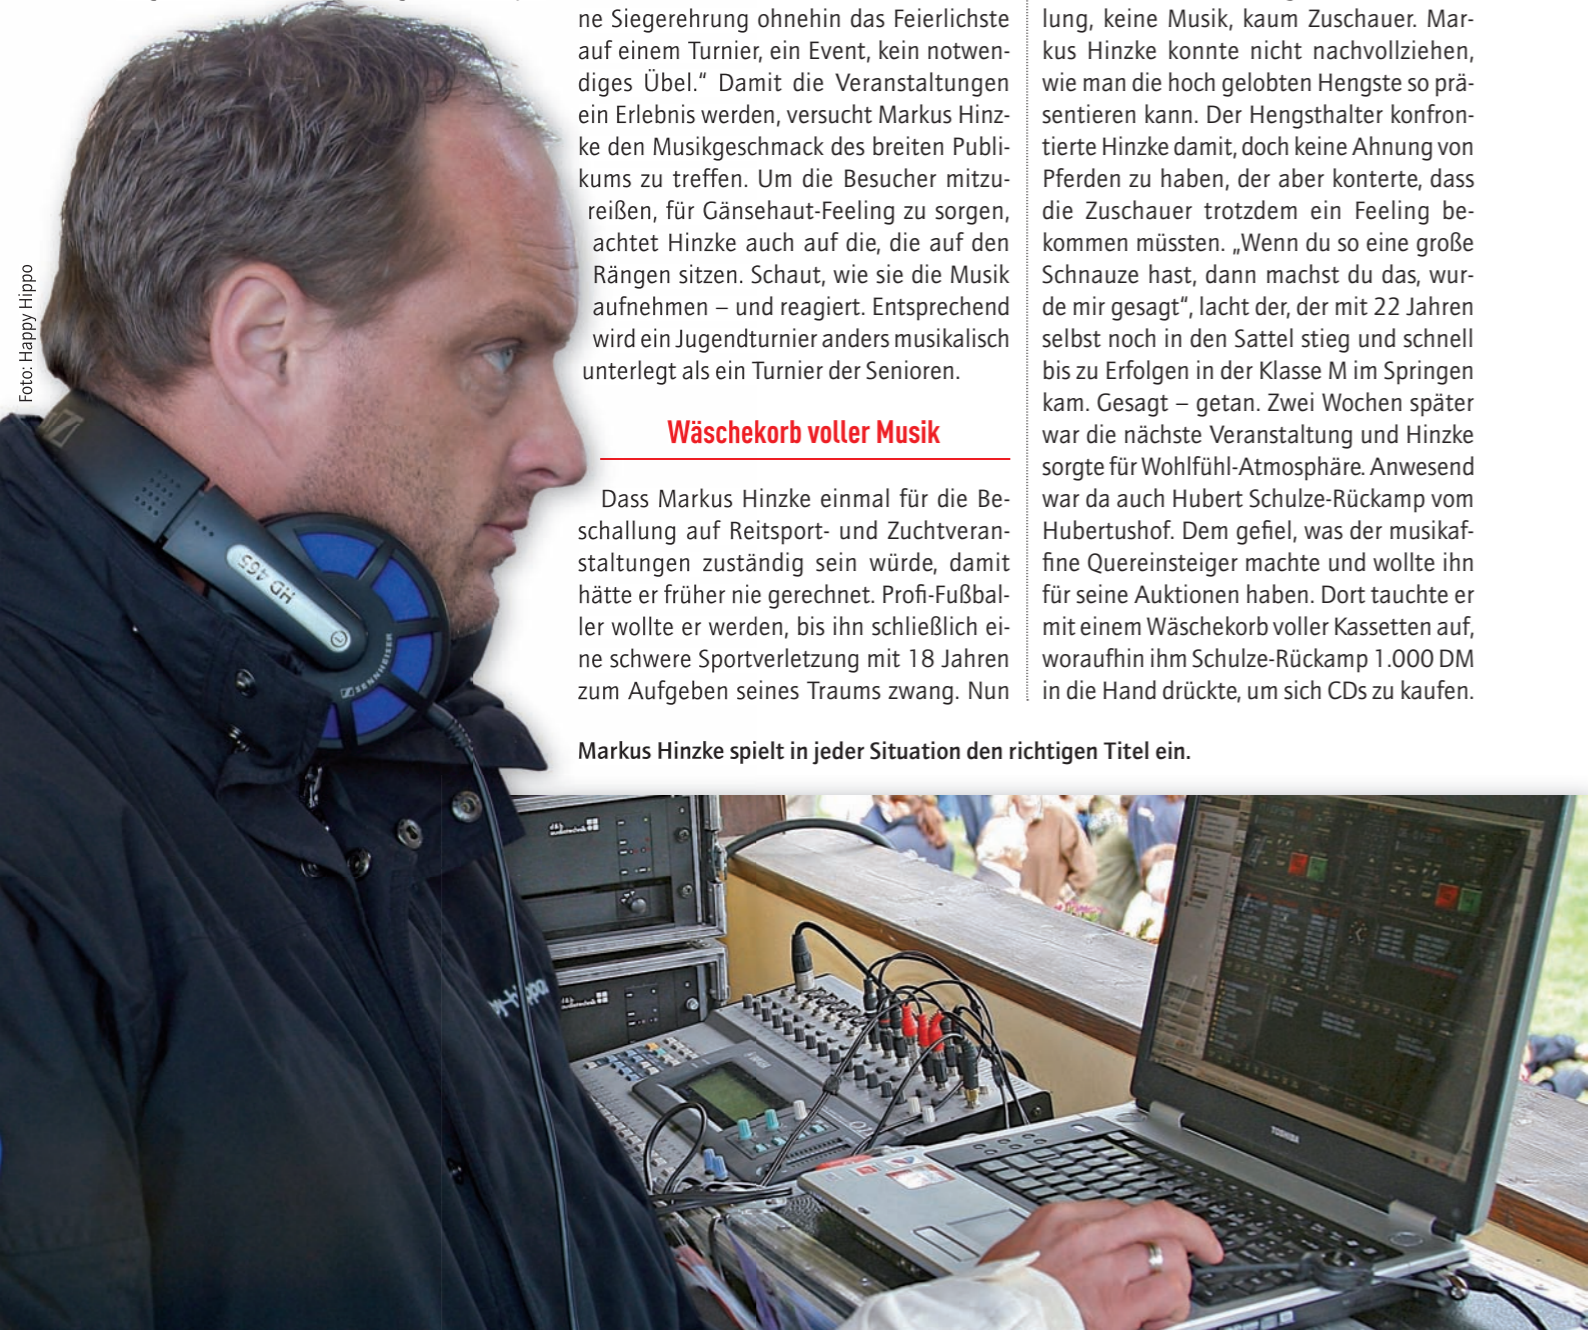 ne Siegerehrung ohnehin das Feierlichste
auf einem Turnier, ein Event, kein notwen-
diges Übel.“ Damit die Veranstaltungen
ein Erlebnis werden, versucht Markus Hinz-
ke den Musikgeschmack des breiten Publi-
kums zu treffen. Um die Besucher mitzu-
reißen, für Gänsehaut-Feeling zu sorgen,
achtet Hinzke auch auf die, die auf den
Rängen sitzen. Schaut, wie sie die Musik
aufnehmen – und reagiert. Entsprechend
wird ein Jugendturnier anders musikalisch
unterlegt als ein Turnier der Senioren.
Wäschekorb voller Musik
Dass Markus Hinzke einmal für die Be-
schallung auf Reitsport- und Zuchtveran-
staltungen zuständig sein würde, damit
hätte er früher nie gerechnet. Profi-Fußbal-
ler wollte er werden, bis ihn schließlich ei-
ne schwere Sportverletzung mit 18 Jahren
zum Aufgeben seines Traums zwang. Nun
lung, keine Musik, kaum Zuschauer. Mar-
kus Hinzke konnte nicht nachvollziehen,
wie man die hoch gelobten Hengste so prä-
sentieren kann. Der Hengsthalter konfron-
tierte Hinzke damit, doch keine Ahnung von
Pferden zu haben, der aber konterte, dass
die Zuschauer trotzdem ein Feeling be-
kommen müssten. „Wenn du so eine große
Schnauze hast, dann machst du das, wur-
de mir gesagt“, lacht der, der mit 22 Jahren
selbst noch in den Sattel stieg und schnell
bis zu Erfolgen in der Klasse M im Springen
kam. Gesagt – getan. Zwei Wochen später
war die nächste Veranstaltung und Hinzke
sorgte für Wohlfühl-Atmosphäre. Anwesend
war da auch Hubert Schulze-Rückamp vom
Hubertushof. Dem gefiel, was der musikaf-
fine Quereinsteiger machte und wollte ihn
für seine Auktionen haben. Dort tauchte er
mit einem Wäschekorb voller Kassetten auf,
woraufhin ihm Schulze-Rückamp 1.000 DM
in die Hand drückte, um sich CDs zu kaufen.
Markus Hinzke spielt in jeder Situation den richtigen Titel ein.
Foto: Happy Hippo
HD 465
SENNHEISER
TOSHIBA